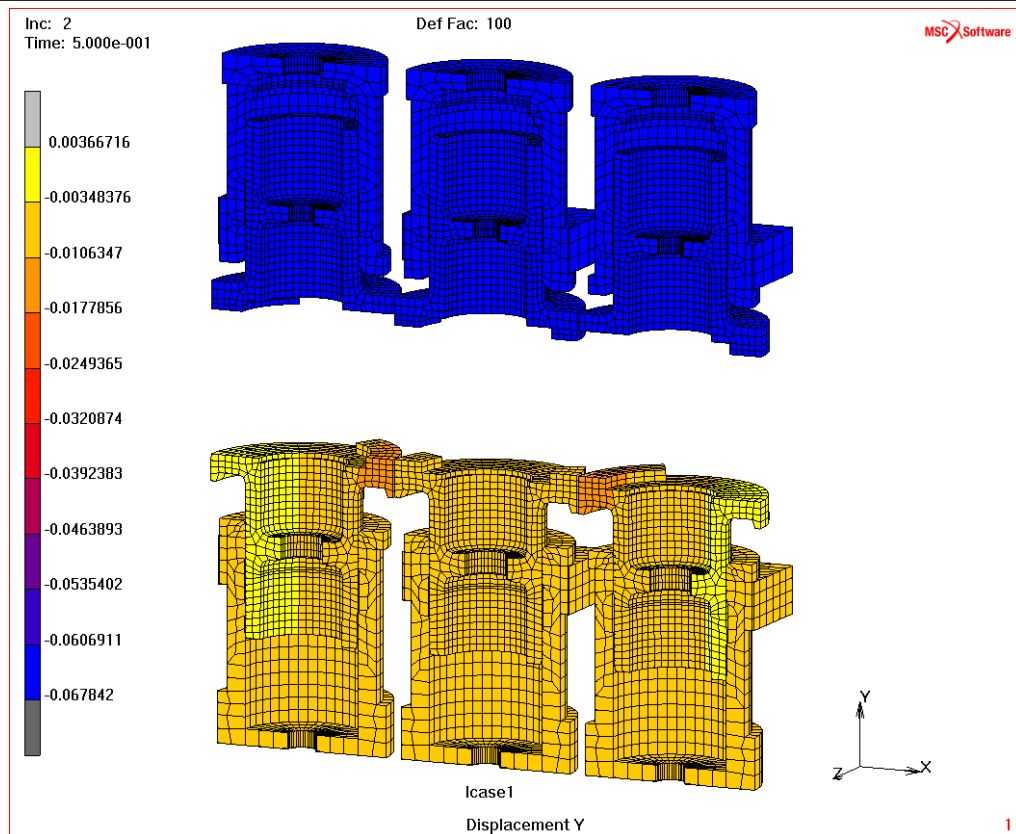 Inc: 2
Time: 5.000e-001
Def Fac: 100
MSC Software
0.00366716
-0.00348376
-0.0106347
-0.0177856
-0.0249365
-0.0320874
-0.0392383
-0.0463893
-0.0535402
-0.0606911
-0.067842
Y
Z
X
lcase1
Displacement Y
1